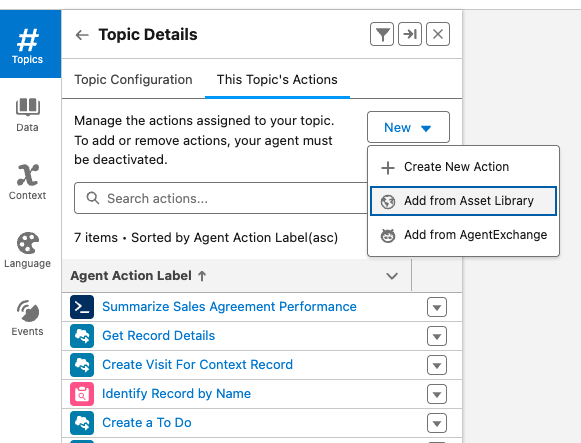 Topic Details
Topics
Topic Configuration
This Topic's Actions
Manage the actions assigned to your topic.
To add or remove actions, your agent must
be deactivated.
New
Create New Action
Add from Asset Library
Add from AgentExchange
Search actions...
7 items • Sorted by Agent Action Label(asc)
Agent Action Label ↑
Summarize Sales Agreement Performance
Get Record Details
Create Visit For Context Record
Identify Record by Name
Create a To Do
Data
Context
Language
Events